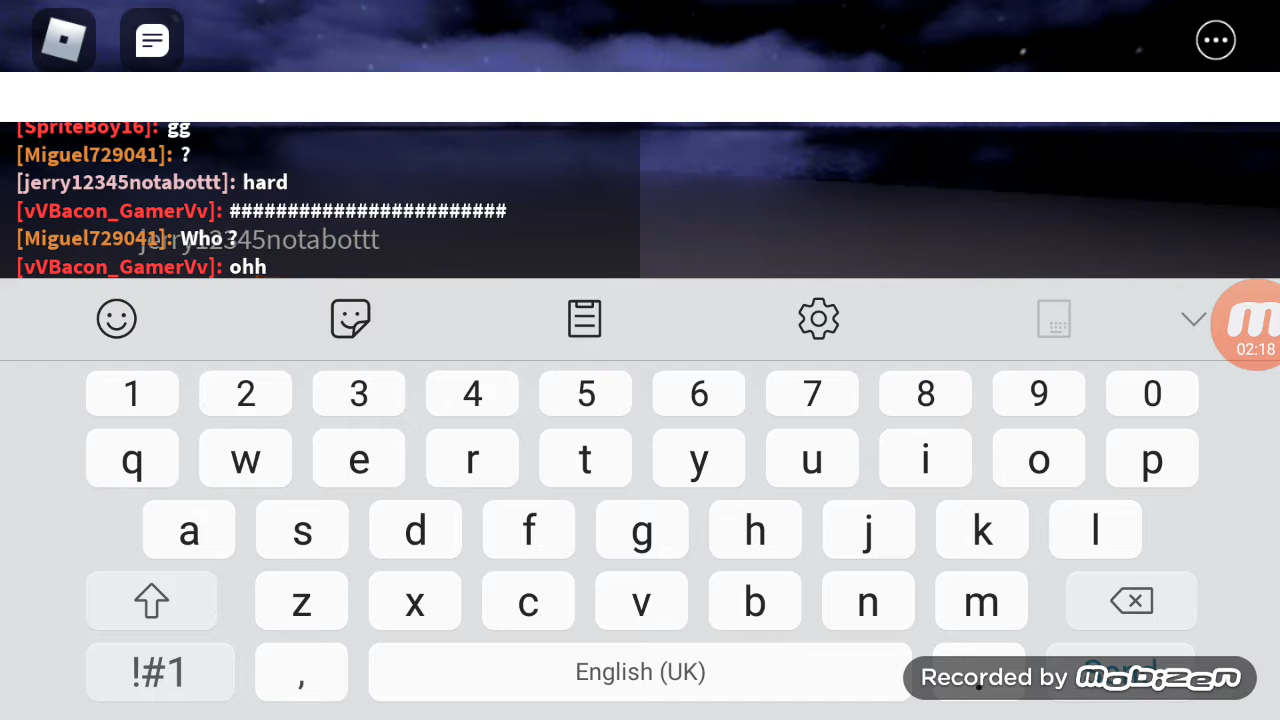 [SpriteBoy16]: gg
[Miguel729041]: ?
[jerry12345notabottt]: hard
[vVBacon_GamerVv]: ########################
[Miguel729041]: Who ?
jerry12345notabottt
[vVBacon_GamerVv]: ohh
02:18
1 2 3 4 5 6 7 8 9 0
q w e r t y u i o p
a s d f g h j k l
z x c v b n m
!#1 , English (UK) . Send
Recorded by mobizen